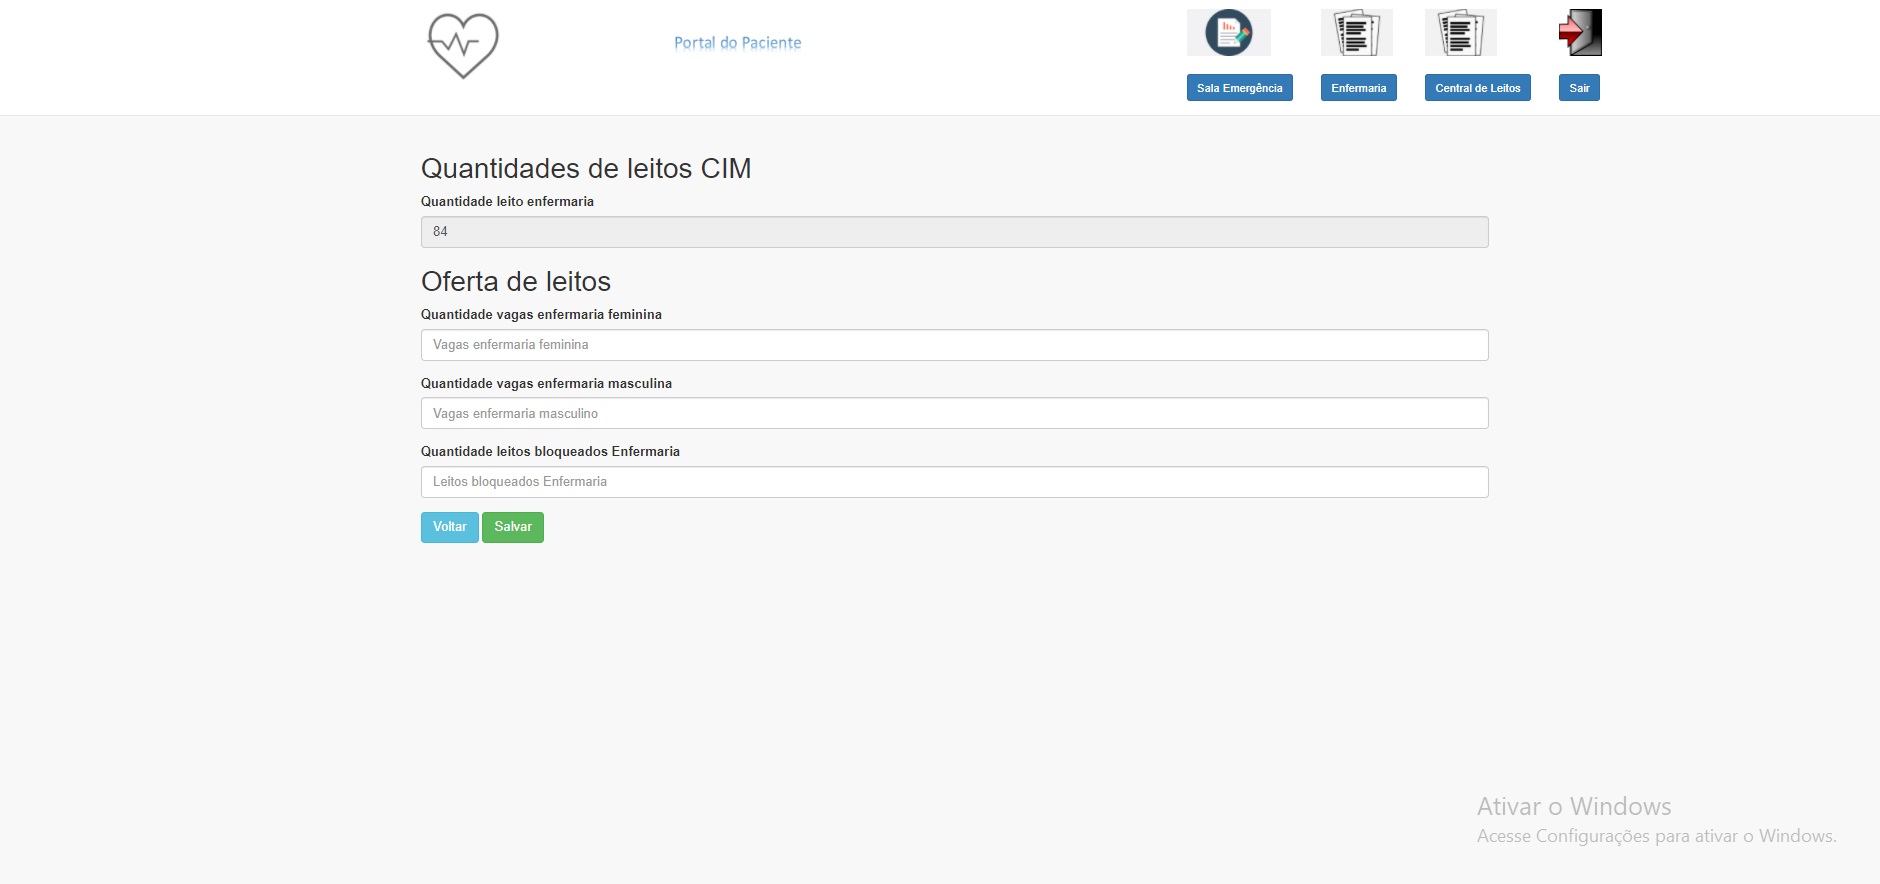 Portal do Paciente
Sala Emergência
Enfermaria
Central de Leitos
Sair
Quantidades de leitos CIM
Quantidade leito enfermaria
84
Oferta de leitos
Quantidade vagas enfermaria feminina
Vagas enfermaria feminina
Quantidade vagas enfermaria masculina
Vagas enfermaria masculino
Quantidade leitos bloqueados Enfermaria
Leitos bloqueados Enfermaria
Voltar Salvar
Ativar o Windows
Acesse Configurações para ativar o Windows.